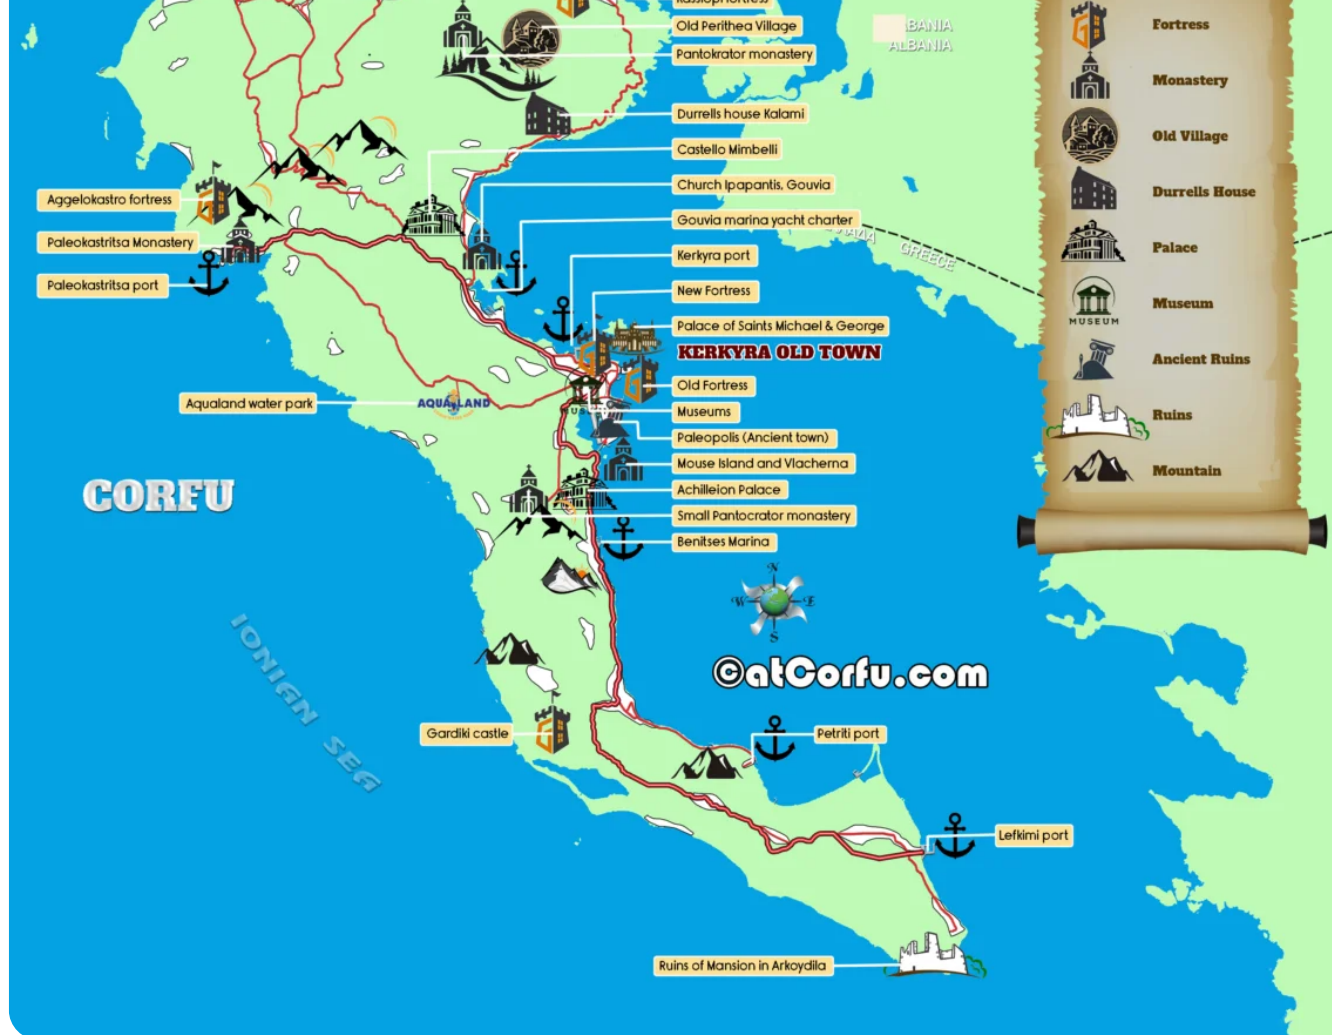 Old Perithea Village
Pantokrator monastery
Durrells house Kalami
Castello Mimbelli
Church Ipapantis, Gouvia
Gouvia marina yacht charter
Kerkyra port
New Fortress
Palace of Saints Michael & George
KERKYRA OLD TOWN
Old Fortress
Museums
Paleopolis (Ancient town)
Mouse Island and Vlacherna
Achilleion Palace
Small Pantocrator monastery
Benitses Marina
Aggelokastro fortress
Paleokastritsa Monastery
Paleokastritsa port
Aqualand water park
AQUALAND
CORFU
IONIAN SEA
Gardiki castle
Petriti port
Lefkimi port
Ruins of Mansion in Arkoydila
©atCorfu.com
N
W E
S
ALBANIA
GREECE
Fortress
Monastery
Old Village
Durrells House
Palace
MUSEUM
Museum
Ancient Ruins
Ruins
Mountain